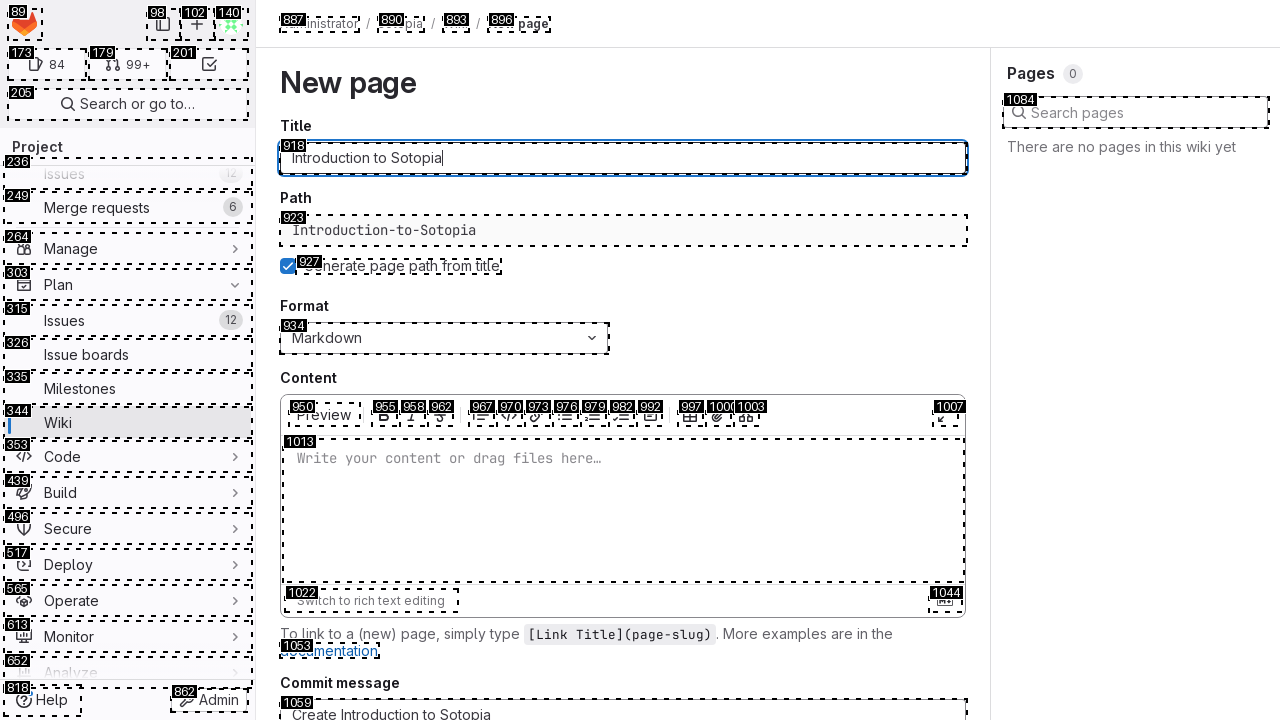 89
98
102
140
887
890
893
896
/ / / page
173
84
179
99+
201
205
Search or go to…
Project
236
Issues
12
249
Merge requests
6
264
Manage
303
Plan
315
Issues
12
326
Issue boards
335
Milestones
344
Wiki
353
Code
439
Build
496
Secure
517
Deploy
565
Operate
613
Monitor
652
Analyze
818
Help
862
Admin
New page
Title
918
Introduction to Sotopia
Path
923
Introduction-to-Sotopia
927
Generate page path from title
Format
934
Markdown
Content
950
Preview
955
958
962
967
970
973
976
979
982
992
997
1000
1003
1007
1013
Write your content or drag files here…
1022
Switch to rich text editing
1044
To link to a (new) page, simply type [Link Title](page-slug). More examples are in the
1053
documentation.
Commit message
1059
Create Introduction to Sotopia
Pages 0
1084
Search pages
There are no pages in this wiki yet